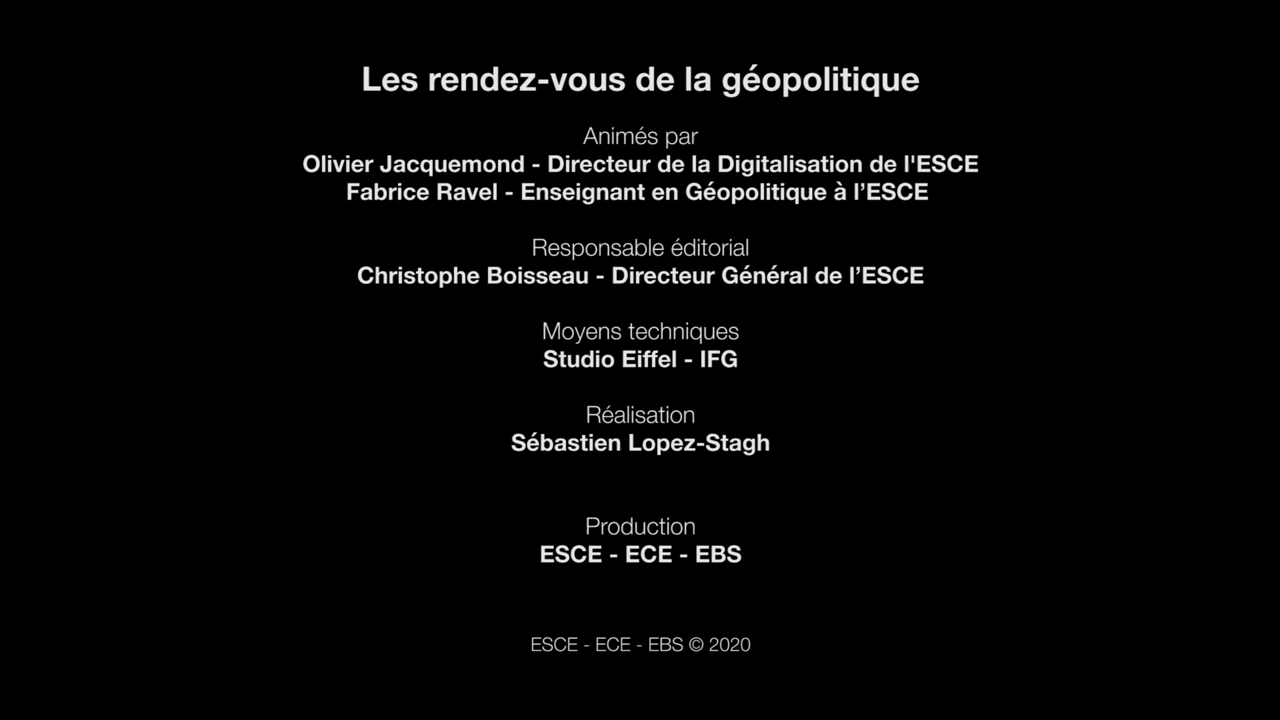 Les rendez-vous de la géopolitique
Animés par
Olivier Jacquemond - Directeur de la Digitalisation de l'ESCE
Fabrice Ravel - Enseignant en Géopolitique à l’ESCE
Responsable éditorial
Christophe Boisseau - Directeur Général de l’ESCE
Moyens techniques
Studio Eiffel - IFG
Réalisation
Sébastien Lopez-Stagh
Production
ESCE - ECE - EBS
ESCE - ECE - EBS © 2020